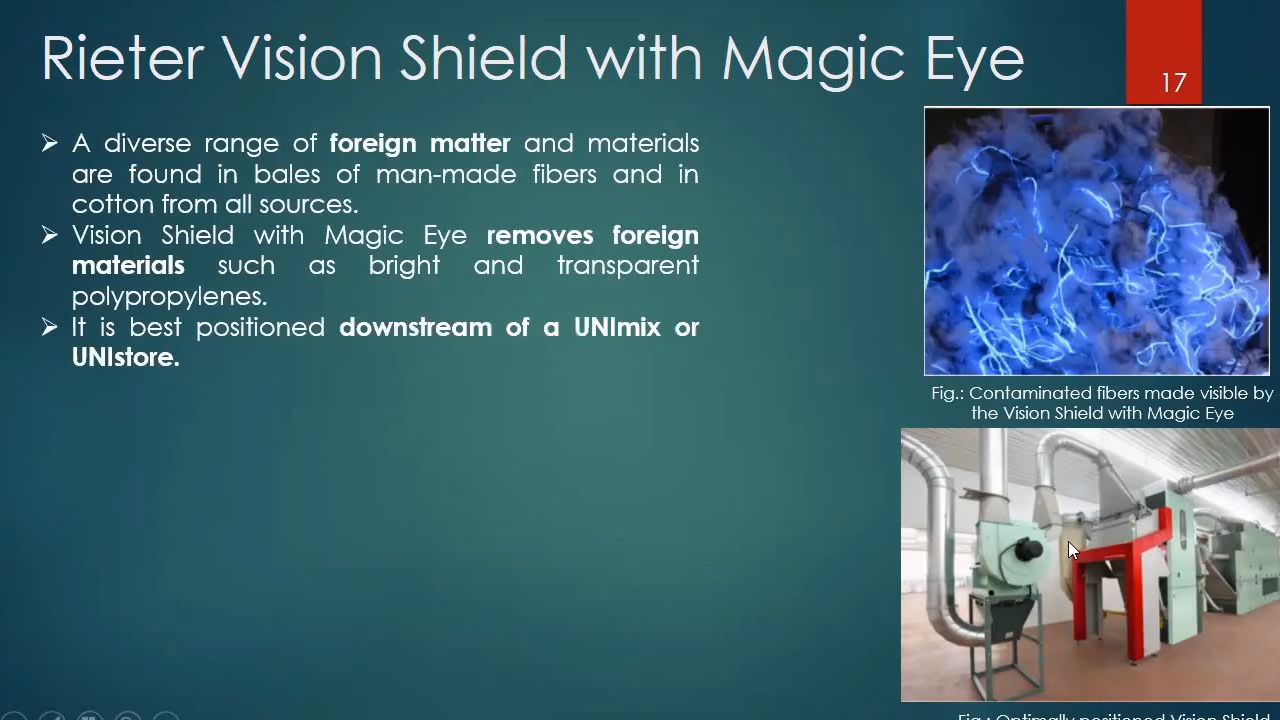 Rieter Vision Shield with Magic Eye
17
➢ A diverse range of foreign matter and materials
are found in bales of man-made fibers and in
cotton from all sources.
➢ Vision Shield with Magic Eye removes foreign
materials such as bright and transparent
polypropylenes.
➢ It is best positioned downstream of a UNImix or
UNIstore.
Fig.: Contaminated fibers made visible by
the Vision Shield with Magic Eye
Fig.: Optimally positioned Vision Shield